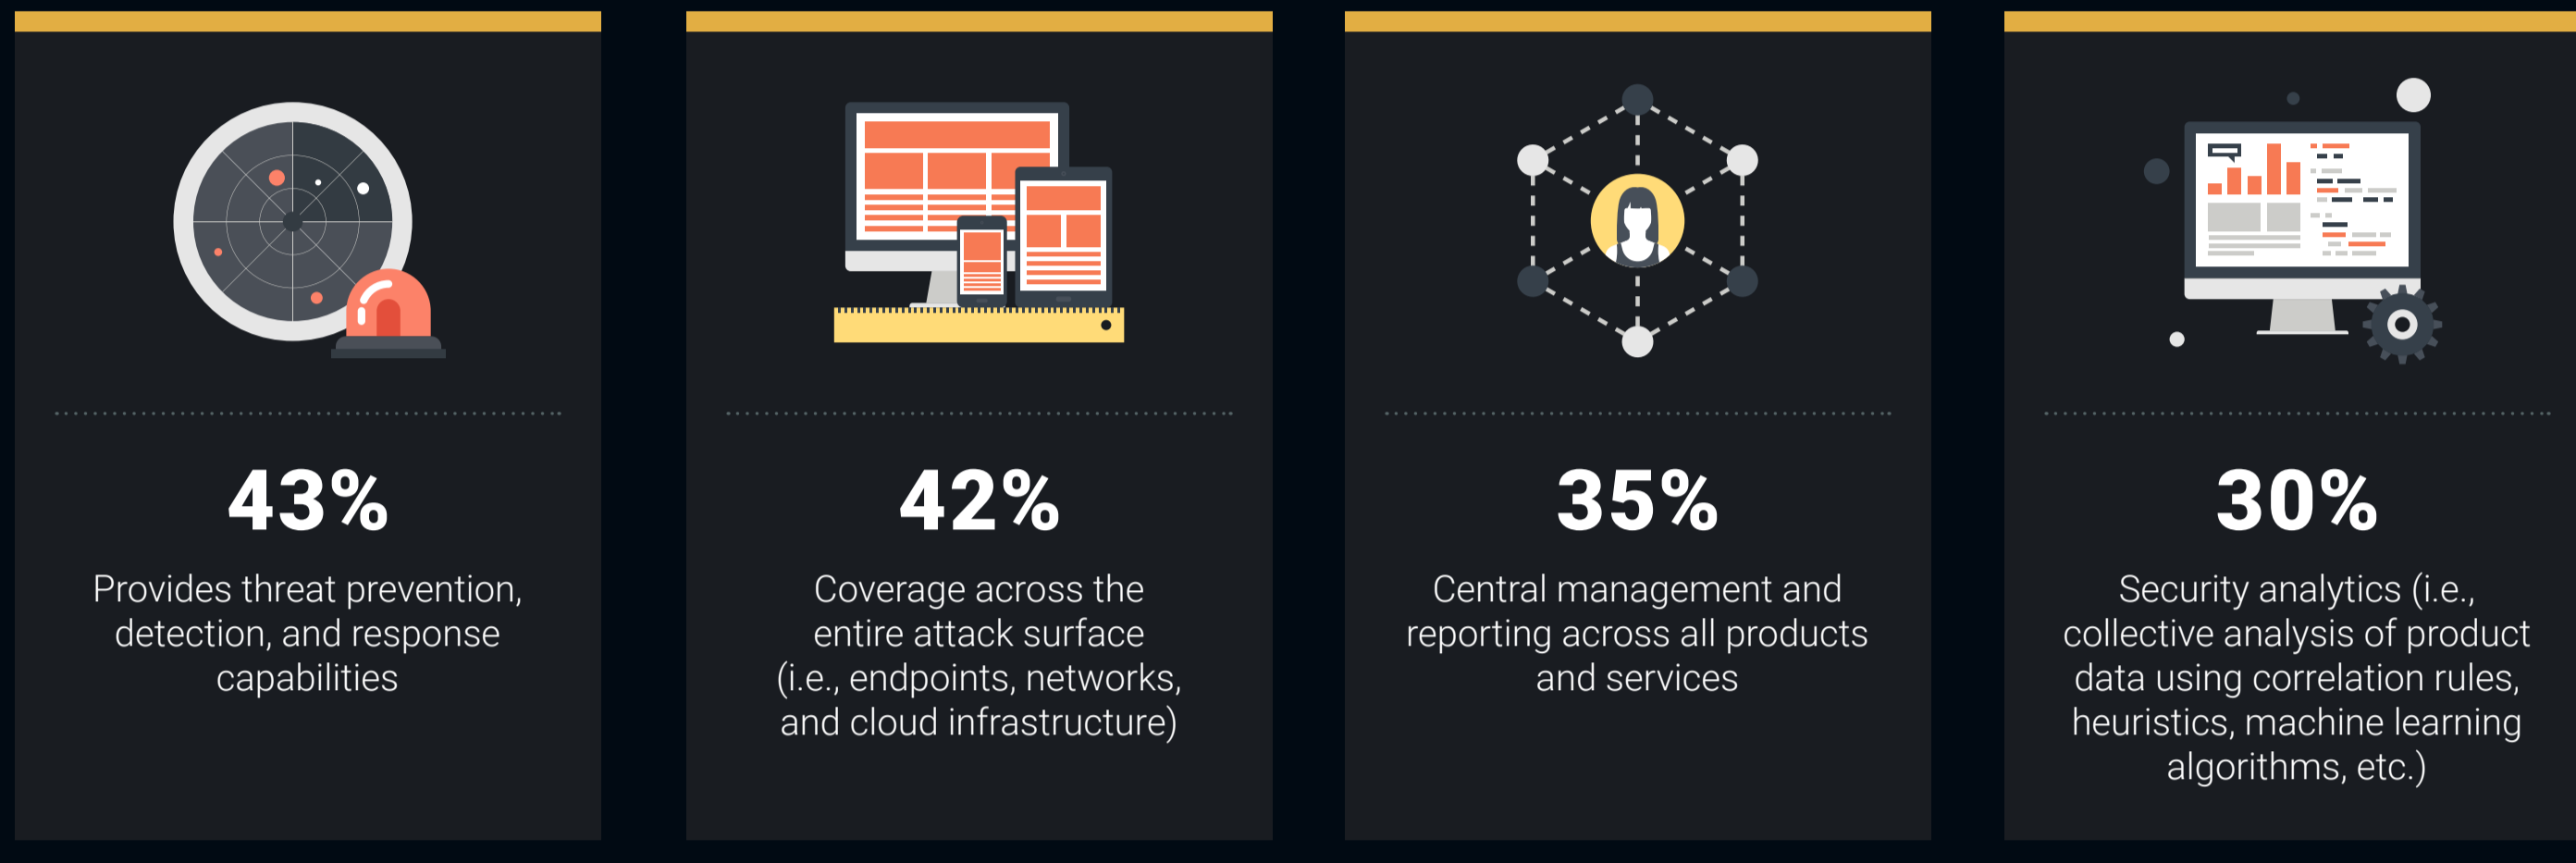 43%
Provides threat prevention,
detection, and response
capabilities
42%
Coverage across the
entire attack surface
(i.e., endpoints, networks,
and cloud infrastructure)
35%
Central management and
reporting across all products
and services
30%
Security analytics (i.e.,
collective analysis of product
data using correlation rules,
heuristics, machine learning
algorithms, etc.)